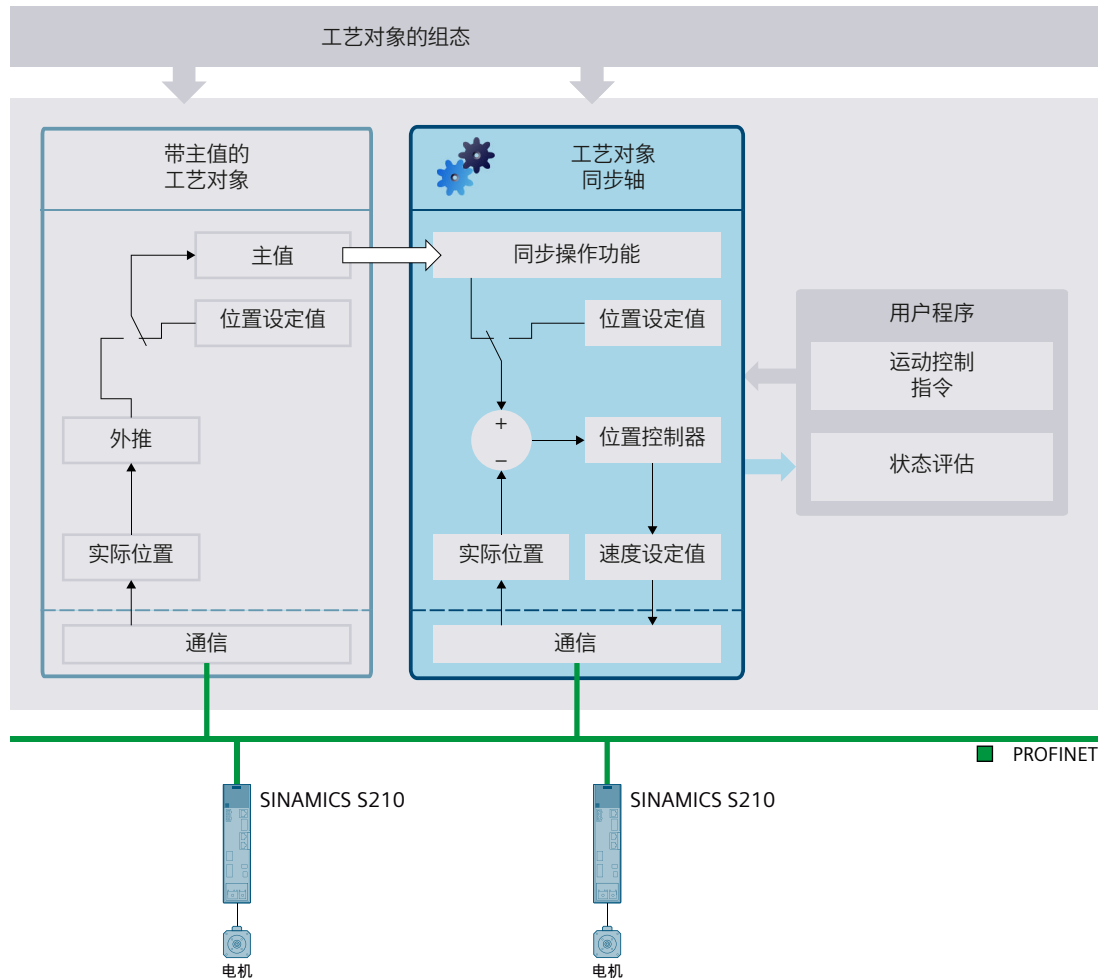 工艺对象的组态
带主值的
工艺对象
工艺对象
同步轴
主值
同步操作功能
位置设定值
位置设定值
用户程序
运动控制
指令
外推
+
−
位置控制器
状态评估
实际位置
实际位置
速度设定值
通信
通信
PROFINET
SINAMICS S210
SINAMICS S210
电机
电机